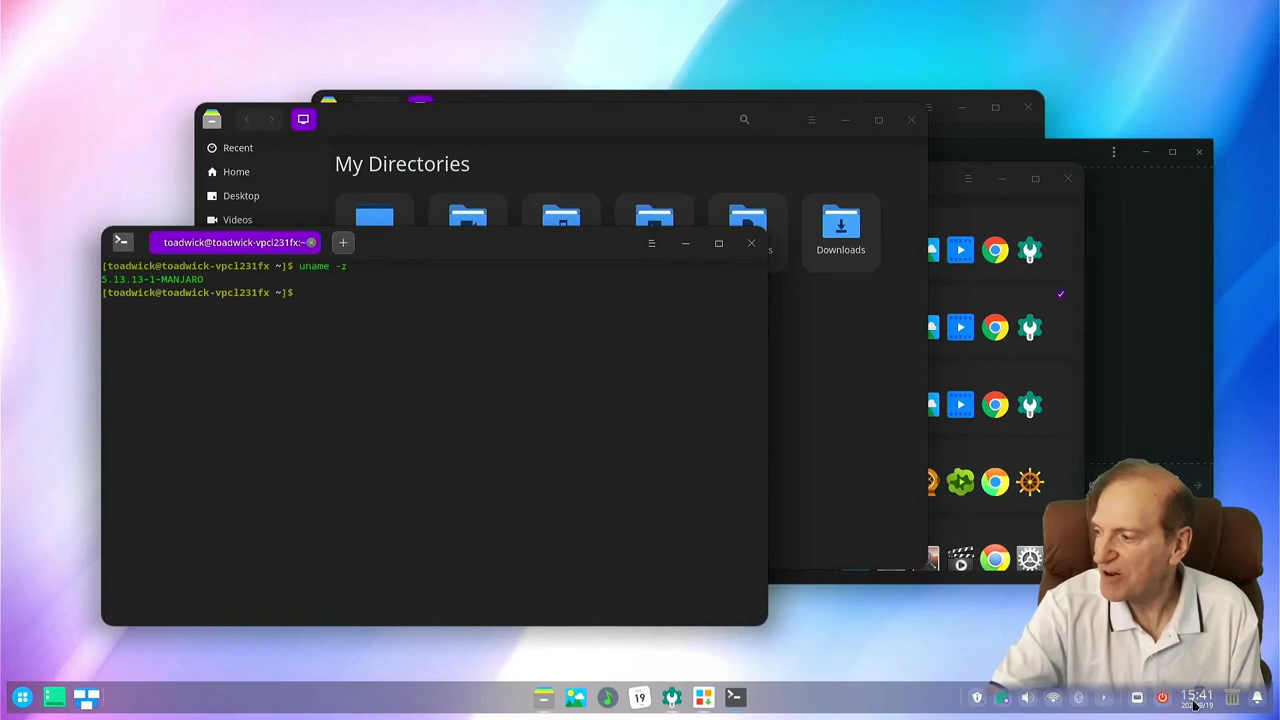 Recent
My Directories
Home
Desktop
Videos
Downloads
toadwick@toadwick-vpcl231fx:~
[toadwick@toadwick-vpcl231fx ~]$ uname -r
5.13.13-1-MANJARO
[toadwick@toadwick-vpcl231fx ~]$
19
15:41